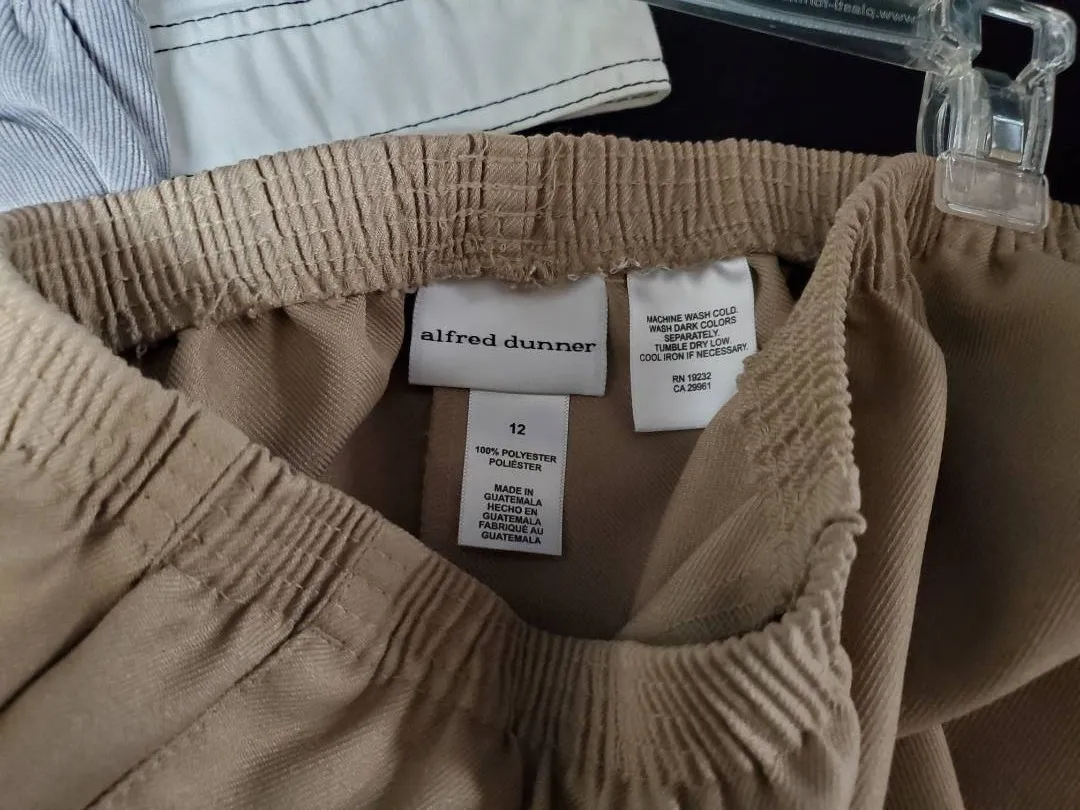 alfred dunner
12
100% POLYESTER
POLIÉSTER
MADE IN
GUATEMALA
HECHO EN
GUATEMALA
FABRIQUÉ AU
GUATEMALA
MACHINE WASH COLD.
WASH DARK COLORS
SEPARATELY.
TUMBLE DRY LOW.
COOL IRON IF NECESSARY.
RN 19232
CA 29961